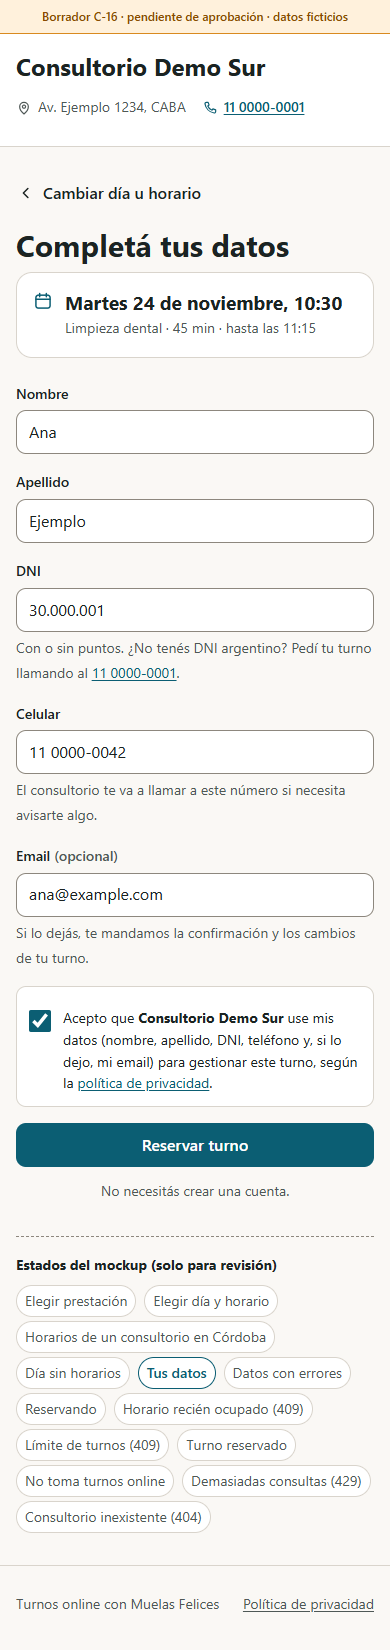 Borrador C-16 · pendiente de aprobación · datos ficticios
Consultorio Demo Sur
Av. Ejemplo 1234, CABA 11 0000-0001
Cambiar día u horario
Completá tus datos
Martes 24 de noviembre, 10:30
Limpieza dental · 45 min · hasta las 11:15
Nombre
Ana
Apellido
Ejemplo
DNI
30.000.001
Con o sin puntos. ¿No tenés DNI argentino? Pedí tu turno
llamando al 11 0000-0001.
Celular
11 0000-0042
El consultorio te va a llamar a este número si necesita
avisarte algo.
Email (opcional)
ana@example.com
Si lo dejás, te mandamos la confirmación y los cambios
de tu turno.
Acepto que Consultorio Demo Sur use mis
datos (nombre, apellido, DNI, teléfono y, si lo
dejo, mi email) para gestionar este turno, según
la política de privacidad.
Reservar turno
No necesitás crear una cuenta.
Estados del mockup (solo para revisión)
Elegir prestación Elegir día y horario
Horarios de un consultorio en Córdoba
Día sin horarios Tus datos Datos con errores
Reservando Horario recién ocupado (409)
Límite de turnos (409) Turno reservado
No toma turnos online Demasiadas consultas (429)
Consultorio inexistente (404)
Turnos online con Muelas Felices Política de privacidad